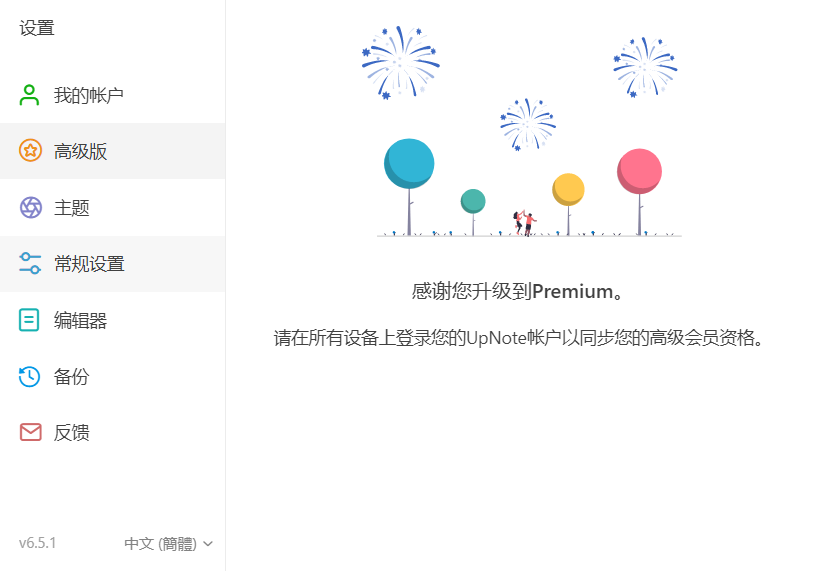 设置
我的帐户
高级版
主题
常规设置
编辑器
备份
反馈
v6.5.1
中文 (簡體)
感谢您升级到Premium。
请在所有设备上登录您的UpNote帐户以同步您的高级会员资格。